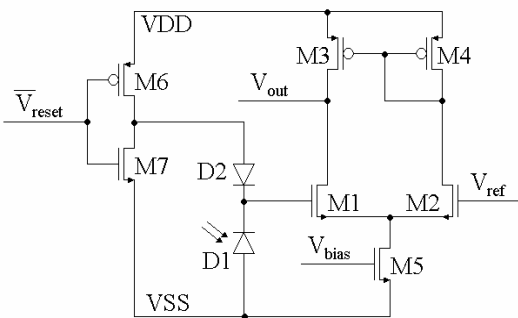 VDD
M3
M4
M6
Vout
V̅reset
M7
D2
M1
M2
Vref
D1
Vbias
M5
VSS